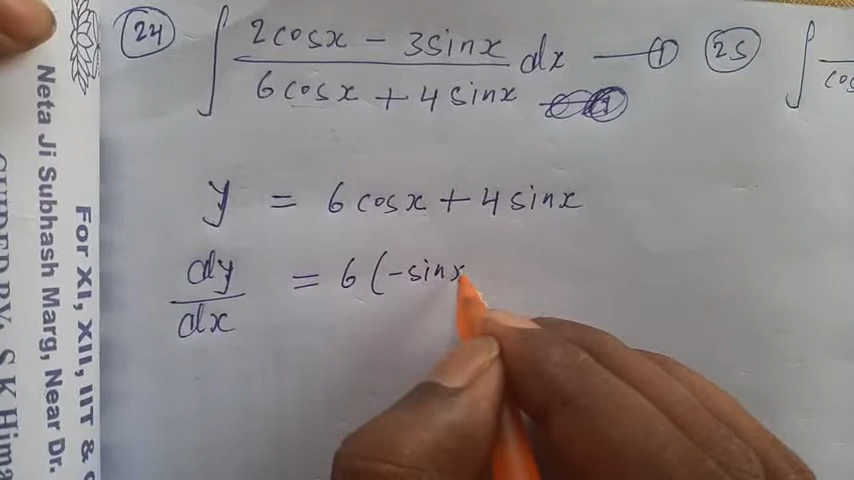 24 ∫ (2cosx - 3sinx)/(6cosx + 4sinx) dx — 1
25 ∫ /cos
y = 6cosx + 4sinx
dy/dx = 6(-sinx
Neta Ji Subhash Marg, Near Dr.
For XI, XII, IIT &